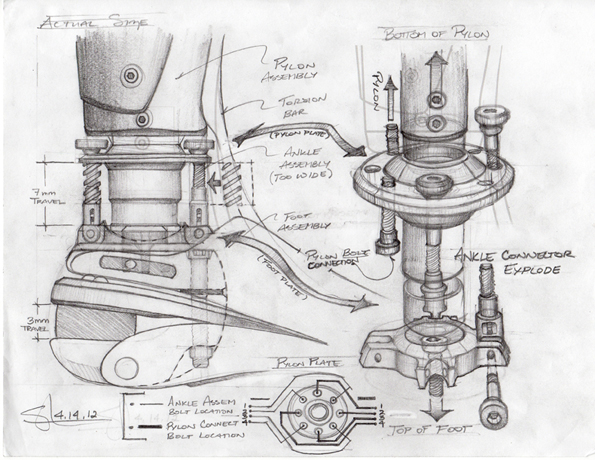 ACTUAL SIZE
BOTTOM OF PYLON
PYLON
ASSEMBLY
PYLON
TORSION
BAR
(PYLON PLATE)
ANKLE
ASSEMBLY
(TOO WIDE)
7mm
TRAVEL
FOOT
ASSEMBLY
PYLON BOLT
CONNECTION
ANKLE CONNECTOR
EXPLODE
(FOOT PLATE)
3mm
TRAVEL
PYLON PLATE
4.14.12
ANKLE ASSEM
BOLT LOCATION
PYLON CONNECT
BOLT LOCATION
1
2
3
4
1
2
3
4
TOP OF FOOT